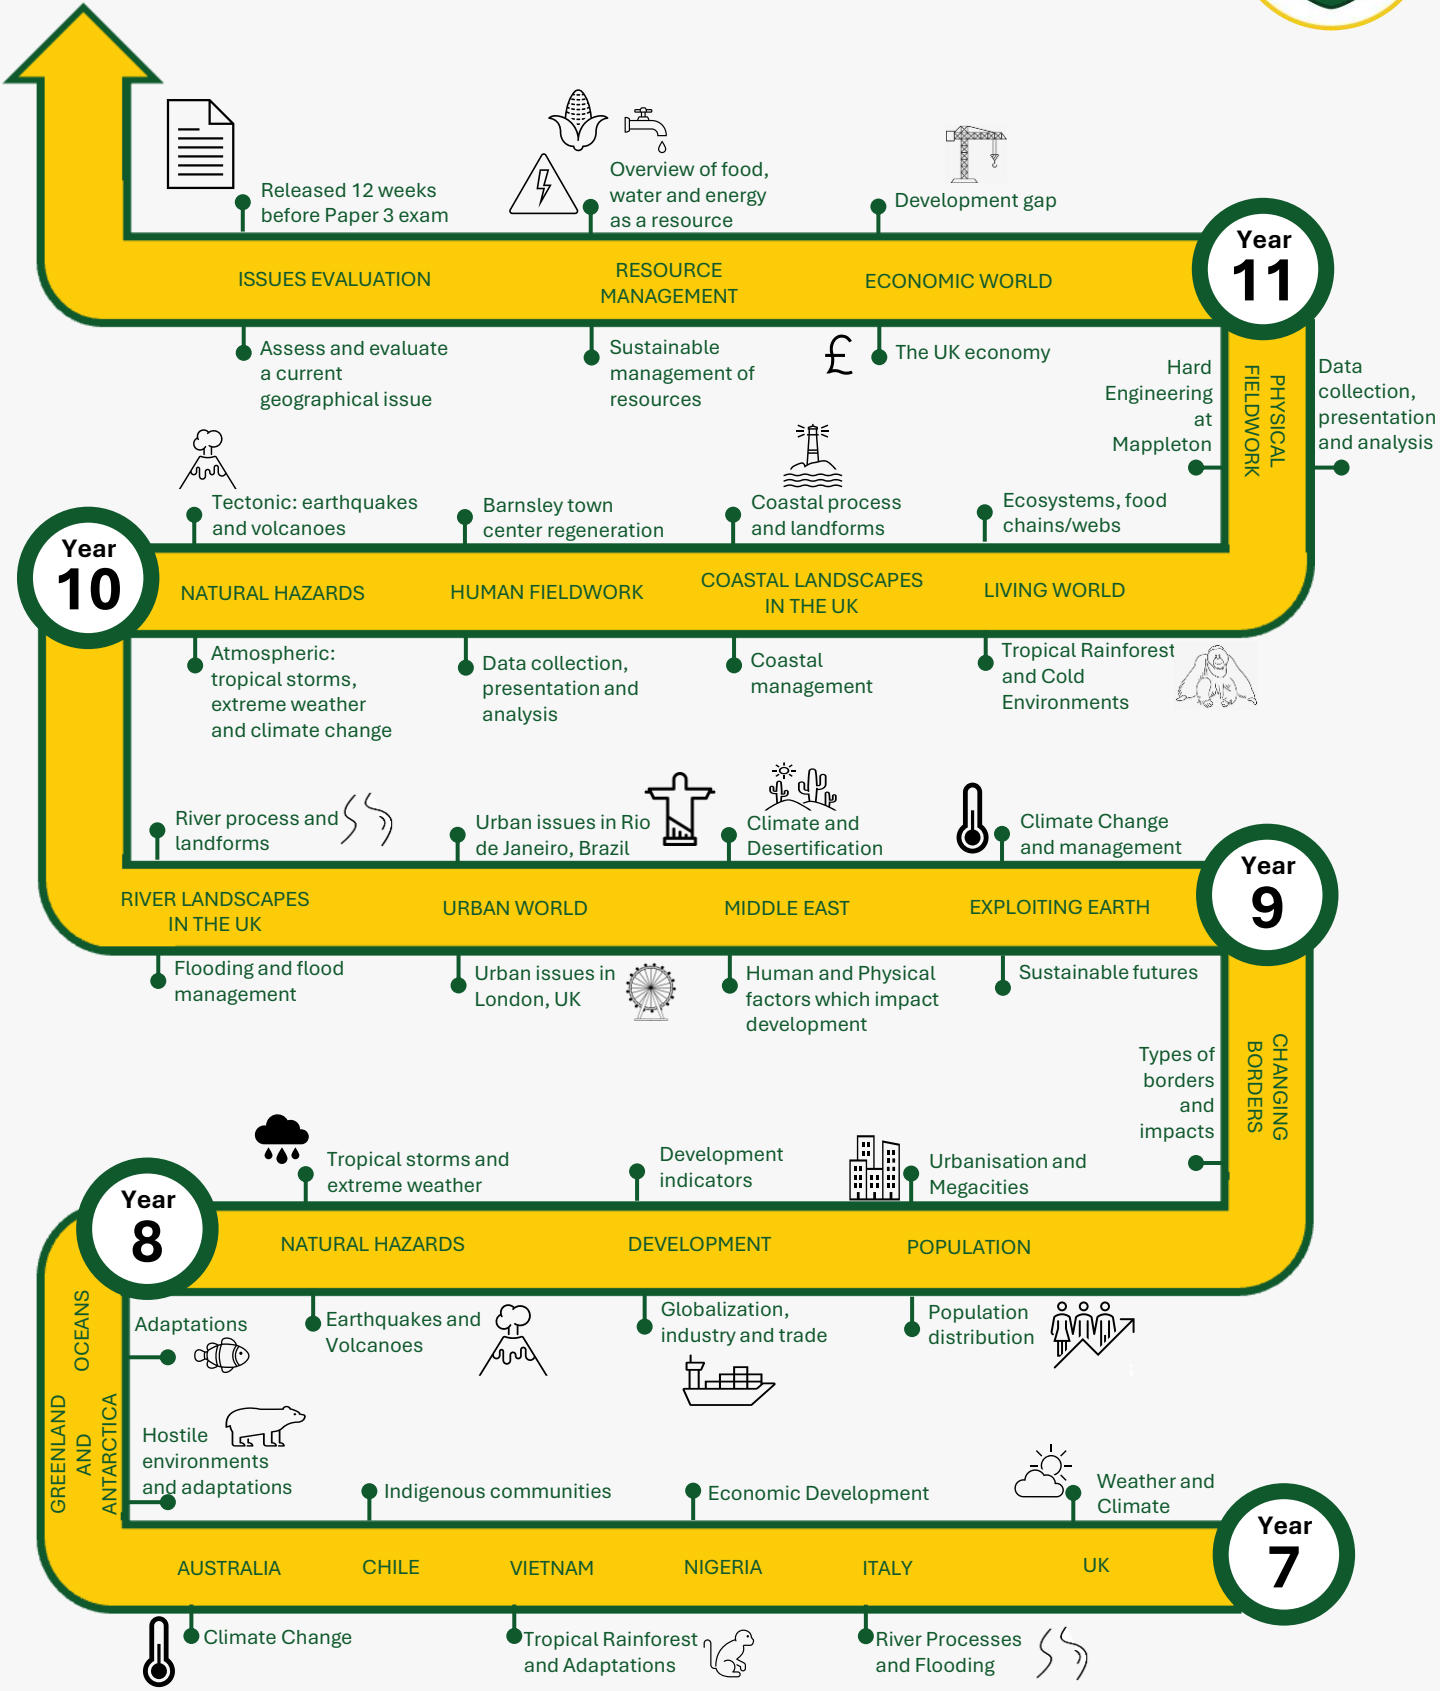 Released 12 weeks
before Paper 3 exam
Overview of food,
water and energy
as a resource
Development gap
Year
11
ISSUES EVALUATION
RESOURCE
MANAGEMENT
ECONOMIC WORLD
Assess and evaluate
a current
geographical issue
Sustainable
management of
resources
£
The UK economy
Hard
Engineering
at
Mappleton
PHYSICAL
FIELDWORK
Data
collection,
presentation
and analysis
Tectonic: earthquakes
and volcanoes
Barnsley town
center regeneration
Coastal process
and landforms
Ecosystems, food
chains/webs
Year
10
NATURAL HAZARDS
HUMAN FIELDWORK
COASTAL LANDSCAPES
IN THE UK
LIVING WORLD
Atmospheric:
tropical storms,
extreme weather
and climate change
Data collection,
presentation and
analysis
Coastal
management
Tropical Rainforest
and Cold
Environments
River process and
landforms
Urban issues in Rio
de Janeiro, Brazil
Climate and
Desertification
Climate Change
and management
Year
9
RIVER LANDSCAPES
IN THE UK
URBAN WORLD
MIDDLE EAST
EXPLOITING EARTH
Flooding and flood
management
Urban issues in
London, UK
Human and Physical
factors which impact
development
Sustainable futures
Types of
borders
and
impacts
CHANGING
BORDERS
Tropical storms and
extreme weather
Development
indicators
Urbanisation and
Megacities
Year
8
NATURAL HAZARDS
DEVELOPMENT
POPULATION
OCEANS
Adaptations
Earthquakes and
Volcanoes
Globalization,
industry and trade
Population
distribution
GREENLAND
AND
ANTARCTICA
Hostile
environments
and adaptations
Indigenous communities
Economic Development
Weather and
Climate
Year
7
AUSTRALIA
CHILE
VIETNAM
NIGERIA
ITALY
UK
Climate Change
Tropical Rainforest
and Adaptations
River Processes
and Flooding